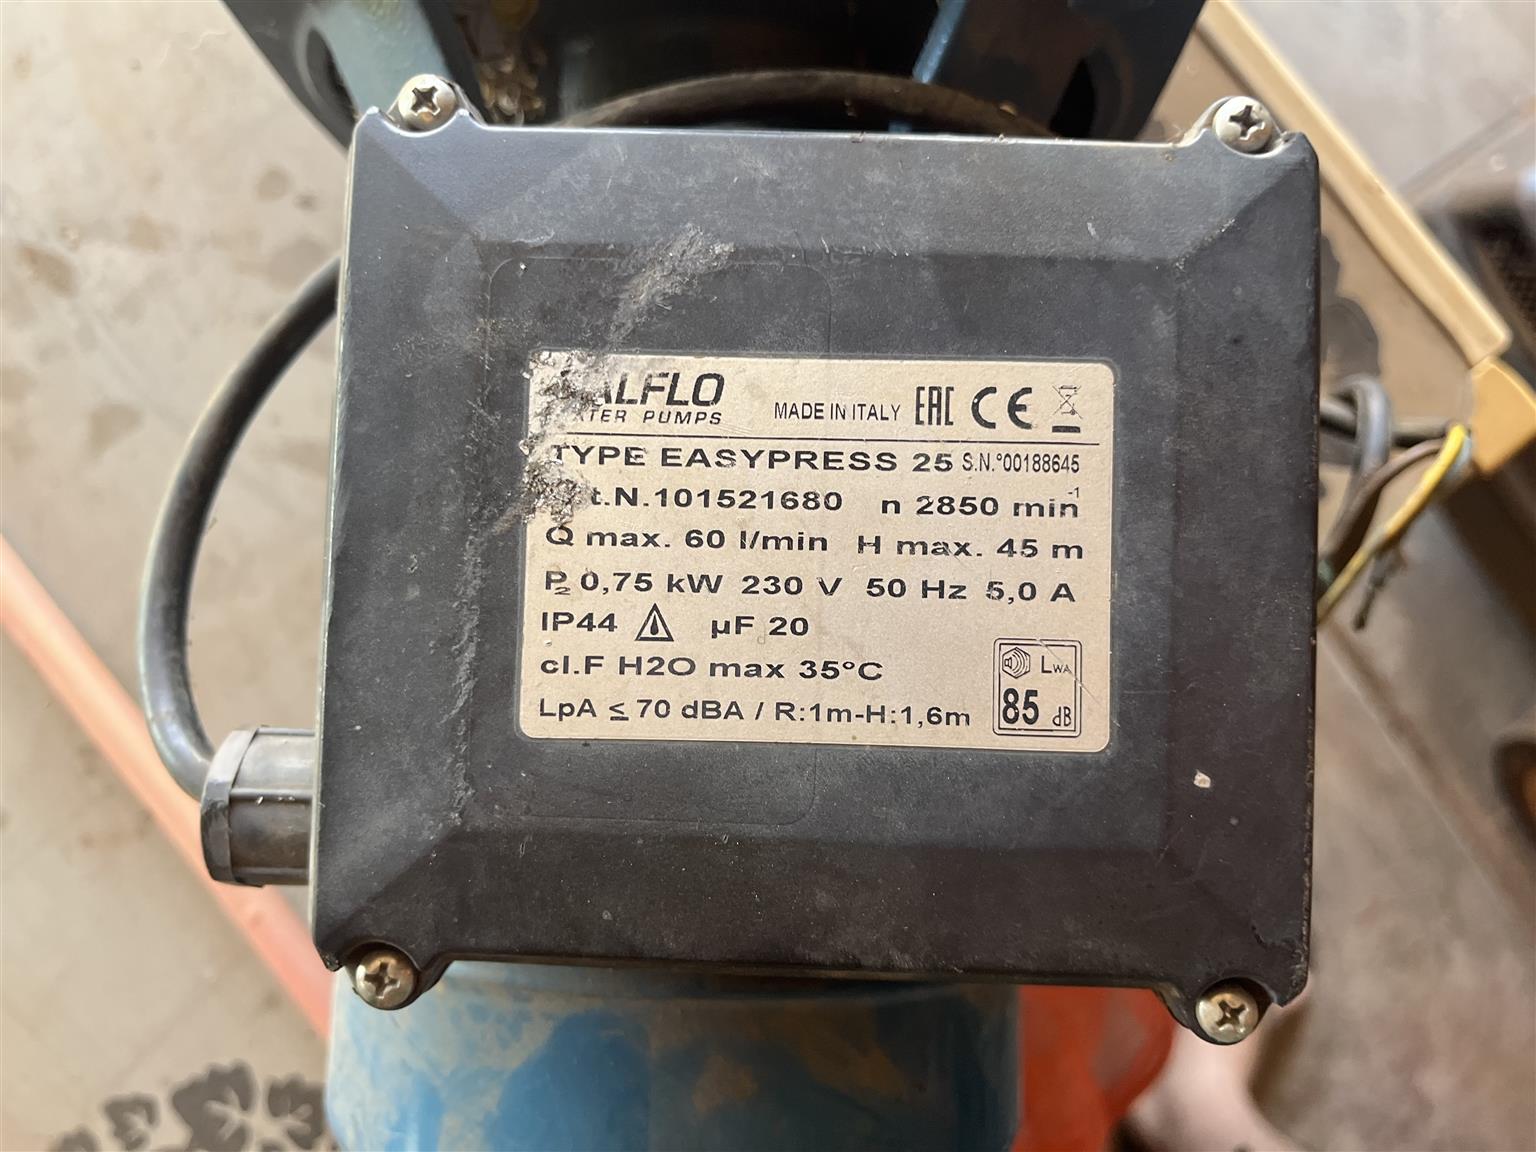 MADE IN ITALY EAC CE
PUMPS
TYPE EASYPRESS 25 S.N.°00188645
101521680 n 2850 min-1
Q max. 60 l/min H max. 45 m
P2 0,75 kW 230 V 50 Hz 5,0 A
IP44 µF 20
cl.F H2O max 35°C
LWA
85 dB
LpA ≤ 70 dBA / R:1m-H:1,6m